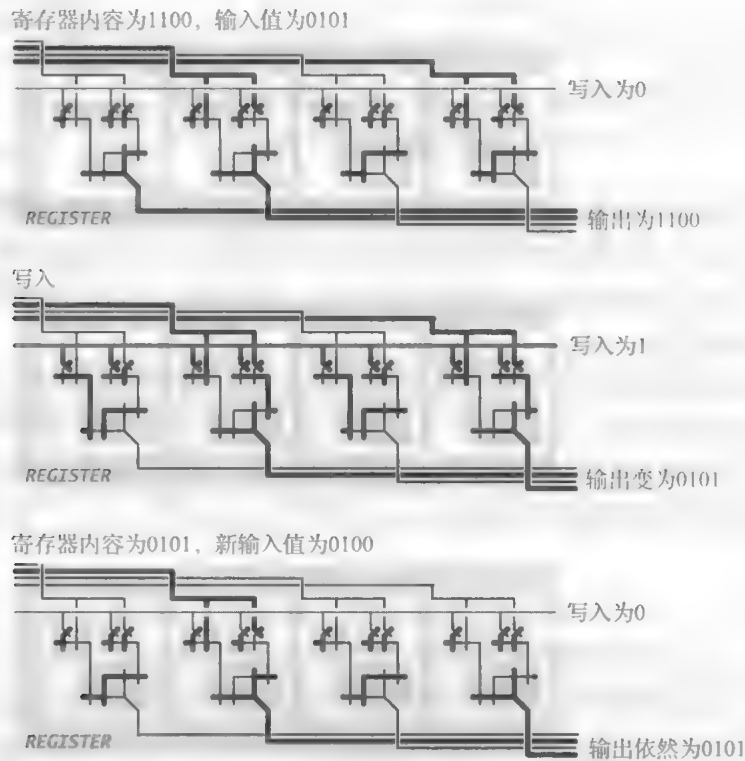 寄存器内容为1100，输入值为0101
写入为0
REGISTER
输出为1100
写入
写入为1
REGISTER
输出变为0101
寄存器内容为0101，新输入值为0100
写入为0
REGISTER
输出依然为0101